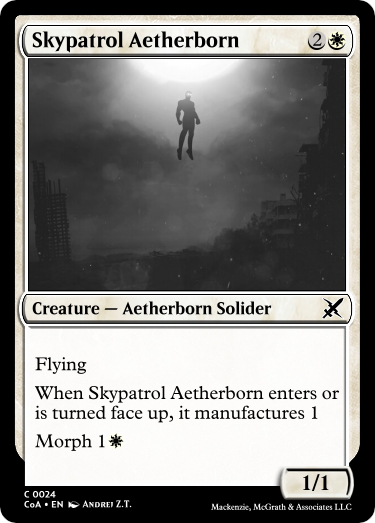 Skypatrol Aetherborn 2
Creature — Aetherborn Solider
Flying
When Skypatrol Aetherborn enters or
is turned face up, it manufactures 1
Morph 1
1/1
C 0024
CoA • EN Andrej Z.T.
Mackenzie, McGrath & Associates LLC